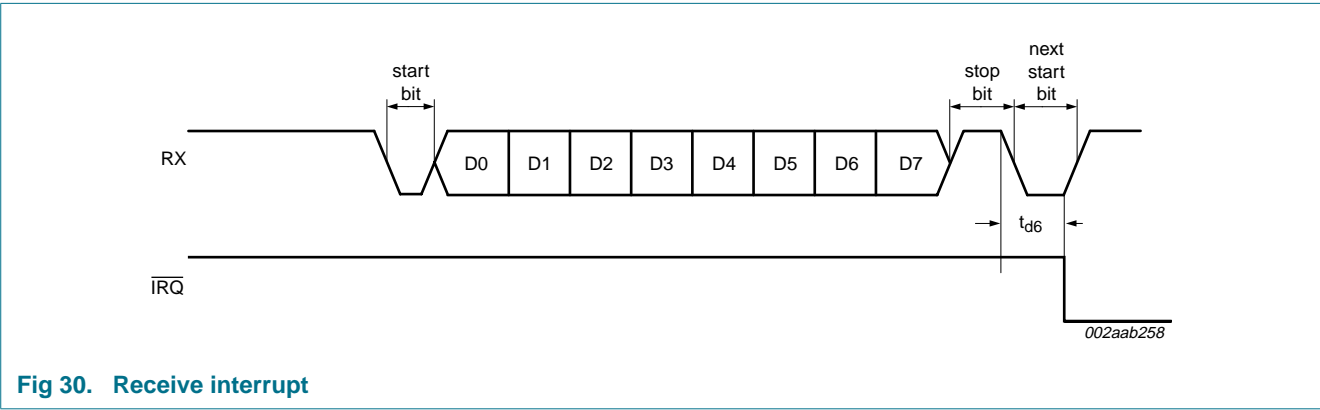 start
bit
stop
bit
next
start
bit
RX
D0 D1 D2 D3 D4 D5 D6 D7
td6
IRQ
002aab258
Fig 30. Receive interrupt